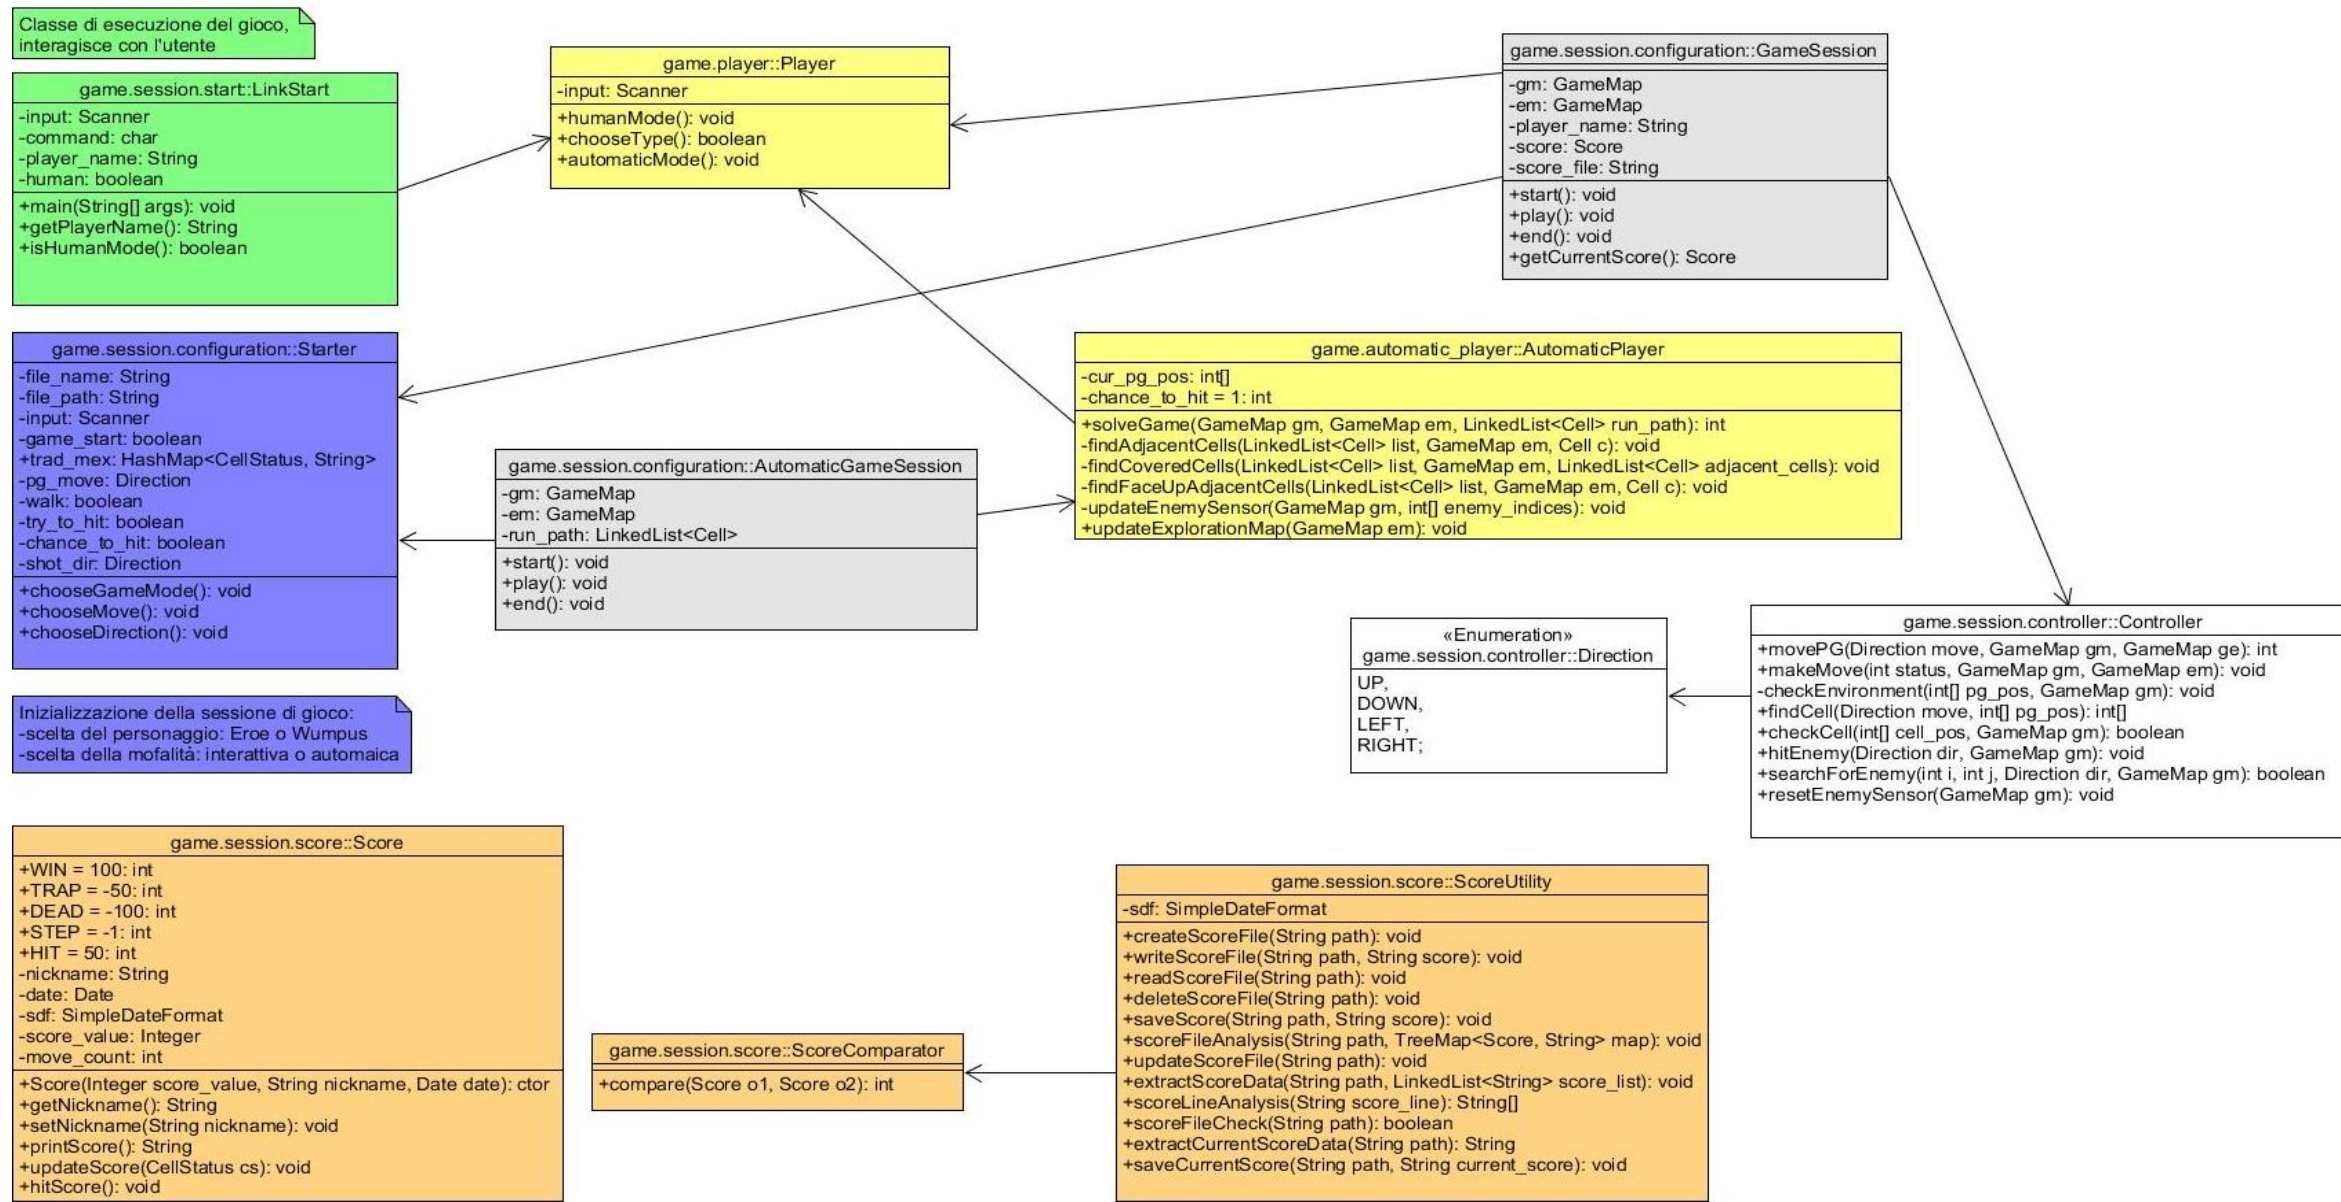 Classe di esecuzione del gioco,
interagisce con l'utente
game.session.start::LinkStart
-input: Scanner
-command: char
-player_name: String
-human: boolean
+main(String[] args): void
+getPlayerName(): String
+isHumanMode(): boolean
game.player::Player
-input: Scanner
+humanMode(): void
+chooseType(): boolean
+automaticMode(): void
game.session.configuration::GameSession
-gm: GameMap
-em: GameMap
-player_name: String
-score: Score
-score_file: String
+start(): void
+play(): void
+end(): void
+getCurrentScore(): Score
game.session.configuration::Starter
-file_name: String
-file_path: String
-input: Scanner
-game_start: boolean
+trad_mex: HashMap<CellStatus, String>
-pg_move: Direction
-walk: boolean
-try_to_hit: boolean
-chance_to_hit: boolean
-shot_dir: Direction
+chooseGameMode(): void
+chooseMove(): void
+chooseDirection(): void
game.session.configuration::AutomaticGameSession
-gm: GameMap
-em: GameMap
-run_path: LinkedList<Cell>
+start(): void
+play(): void
+end(): void
game.automatic_player::AutomaticPlayer
-cur_pg_pos: int[]
-chance_to_hit = 1: int
+solveGame(GameMap gm, GameMap em, LinkedList<Cell> run_path): int
-findAdjacentCells(LinkedList<Cell> list, GameMap em, Cell c): void
-findCoveredCells(LinkedList<Cell> list, GameMap em, LinkedList<Cell> adjacent_cells): void
-findFaceUpAdjacentCells(LinkedList<Cell> list, GameMap em, Cell c): void
-updateEnemySensor(GameMap gm, int[] enemy_indices): void
+updateExplorationMap(GameMap em): void
«Enumeration»
game.session.controller::Direction
UP,
DOWN,
LEFT,
RIGHT;
game.session.controller::Controller
+movePG(Direction move, GameMap gm, GameMap ge): int
+makeMove(int status, GameMap gm, GameMap em): void
-checkEnvironment(int[] pg_pos, GameMap gm): void
+findCell(Direction move, int[] pg_pos): int[]
+checkCell(int[] cell_pos, GameMap gm): boolean
+hitEnemy(Direction dir, GameMap gm): void
+searchForEnemy(int i, int j, Direction dir, GameMap gm): boolean
+resetEnemySensor(GameMap gm): void
Inizializzazione della sessione di gioco:
-scelta del personaggio: Eroe o Wumpus
-scelta della mofalità: interattiva o automaica
game.session.score::Score
+WIN = 100: int
+TRAP = -50: int
+DEAD = -100: int
+STEP = -1: int
+HIT = 50: int
-nickname: String
-date: Date
-sdf: SimpleDateFormat
-score_value: Integer
-move_count: int
+Score(Integer score_value, String nickname, Date date): ctor
+getNickname(): String
+setNickname(String nickname): void
+printScore(): String
+updateScore(CellStatus cs): void
+hitScore(): void
game.session.score::ScoreComparator
+compare(Score o1, Score o2): int
game.session.score::ScoreUtility
-sdf: SimpleDateFormat
+createScoreFile(String path): void
+writeScoreFile(String path, String score): void
+readScoreFile(String path): void
+deleteScoreFile(String path): void
+saveScore(String path, String score): void
+scoreFileAnalysis(String path, TreeMap<Score, String> map): void
+updateScoreFile(String path): void
+extractScoreData(String path, LinkedList<String> score_list): void
+scoreLineAnalysis(String score_line): String[]
+scoreFileCheck(String path): boolean
+extractCurrentScoreData(String path): String
+saveCurrentScore(String path, String current_score): void